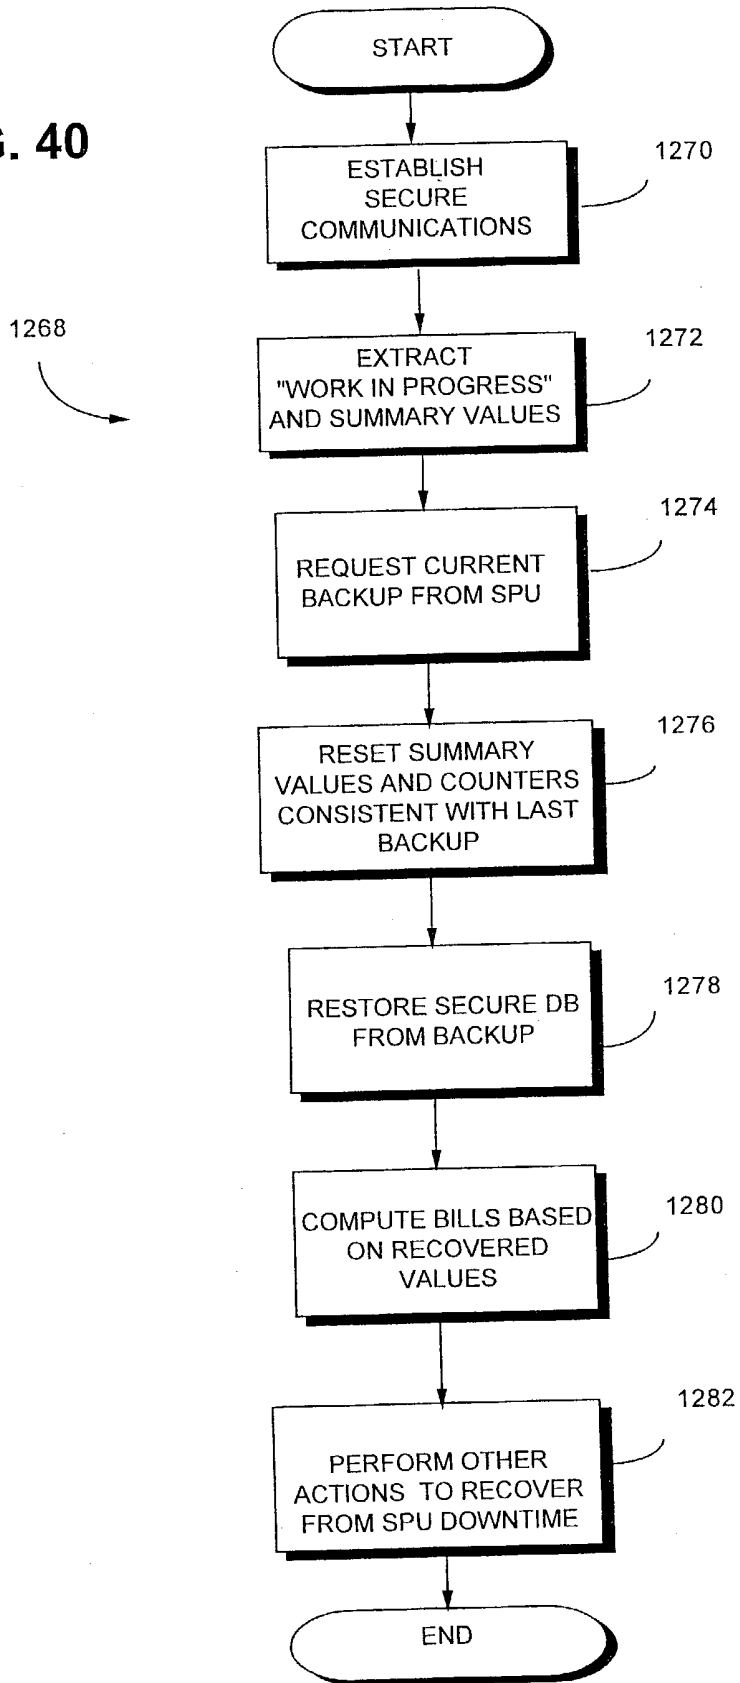 START
G. 40
ESTABLISH
SECURE
COMMUNICATIONS
1270
1268
EXTRACT
"WORK IN PROGRESS"
AND SUMMARY VALUES
1272
REQUEST CURRENT
BACKUP FROM SPU
1274
RESET SUMMARY
VALUES AND COUNTERS
CONSISTENT WITH LAST
BACKUP
1276
RESTORE SECURE DB
FROM BACKUP
1278
COMPUTE BILLS BASED
ON RECOVERED
VALUES
1280
PERFORM OTHER
ACTIONS TO RECOVER
FROM SPU DOWNTIME
1282
END